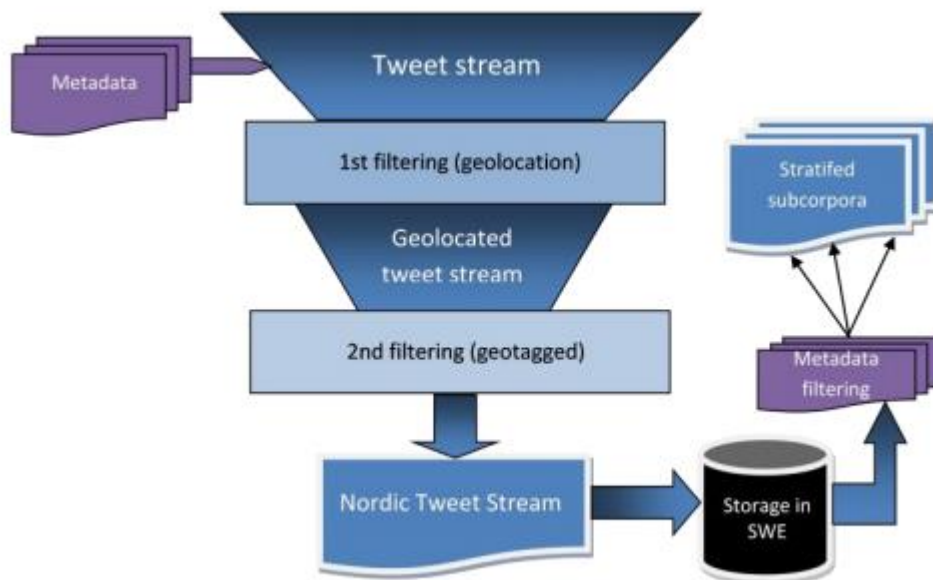 Metadata
Tweet stream
1st filtering (geolocation)
Geolocated
tweet stream
2nd filtering (geotagged)
Nordic Tweet Stream
Storage in
SWE
Metadata
filtering
Stratifed
subcorpora